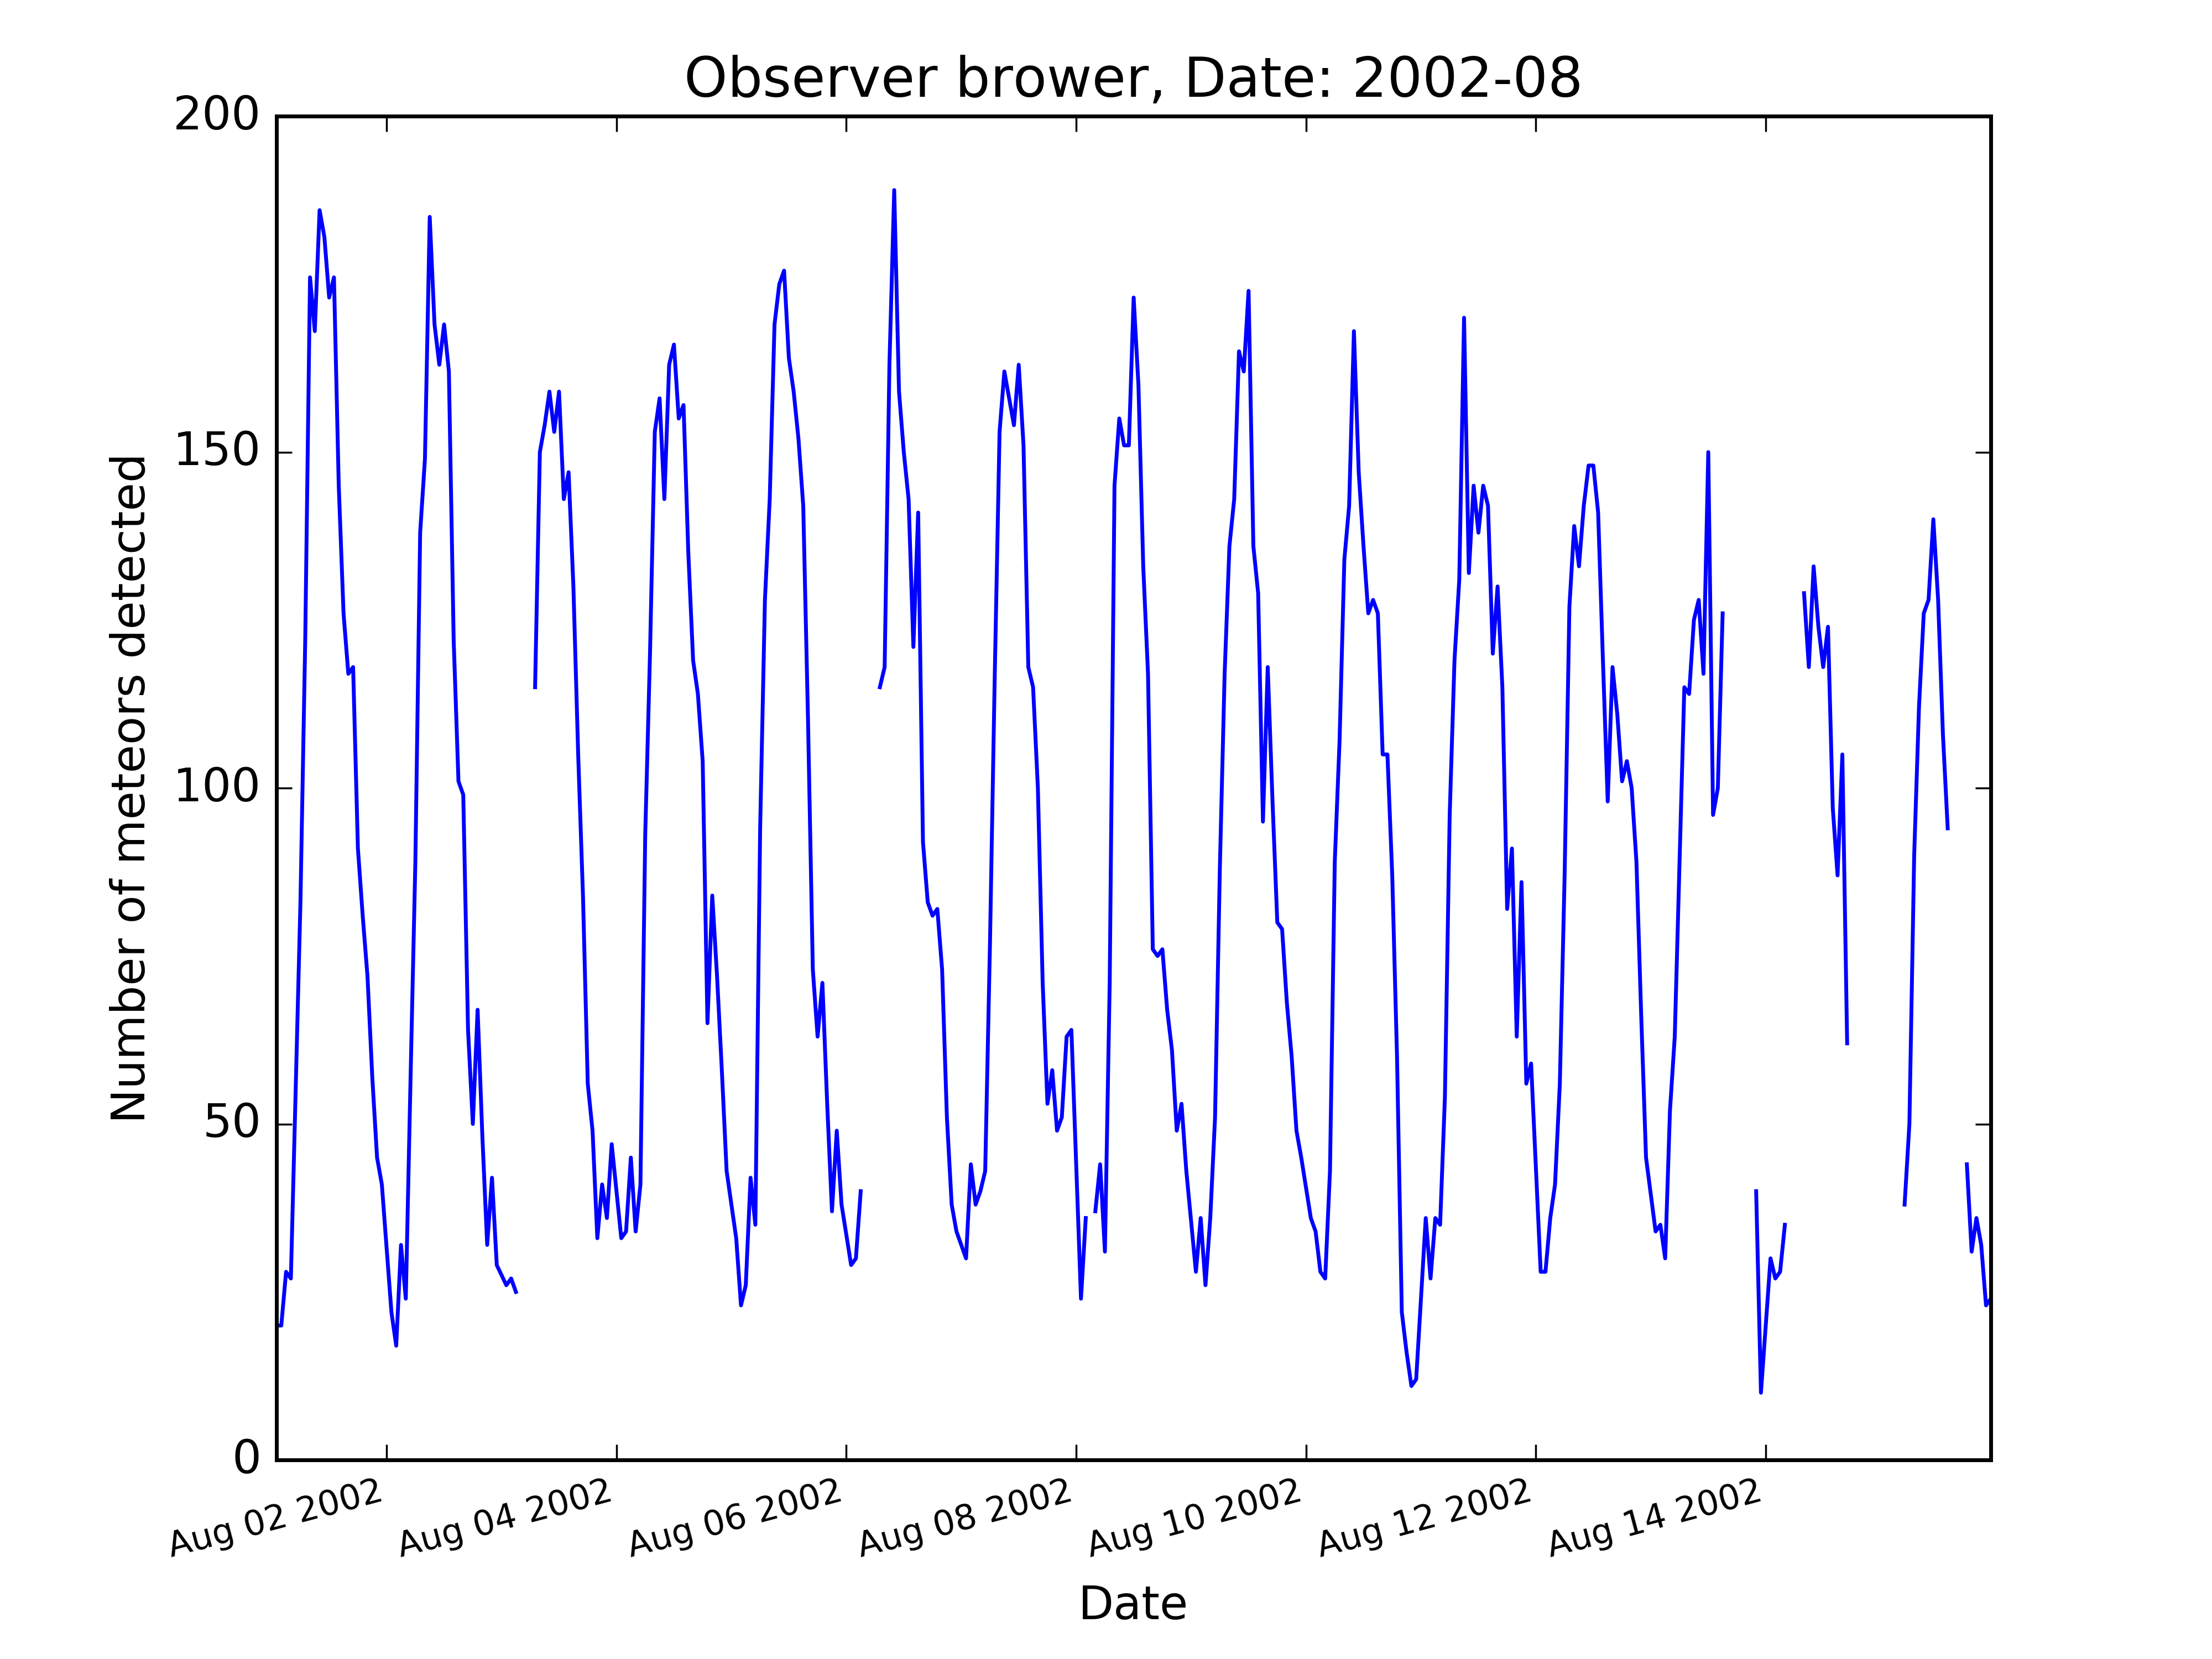 Observer brower, Date: 2002-08
200
150
100
50
0
Number of meteors detected
Aug 02 2002
Aug 04 2002
Aug 06 2002
Aug 08 2002
Aug 10 2002
Aug 12 2002
Aug 14 2002
Date